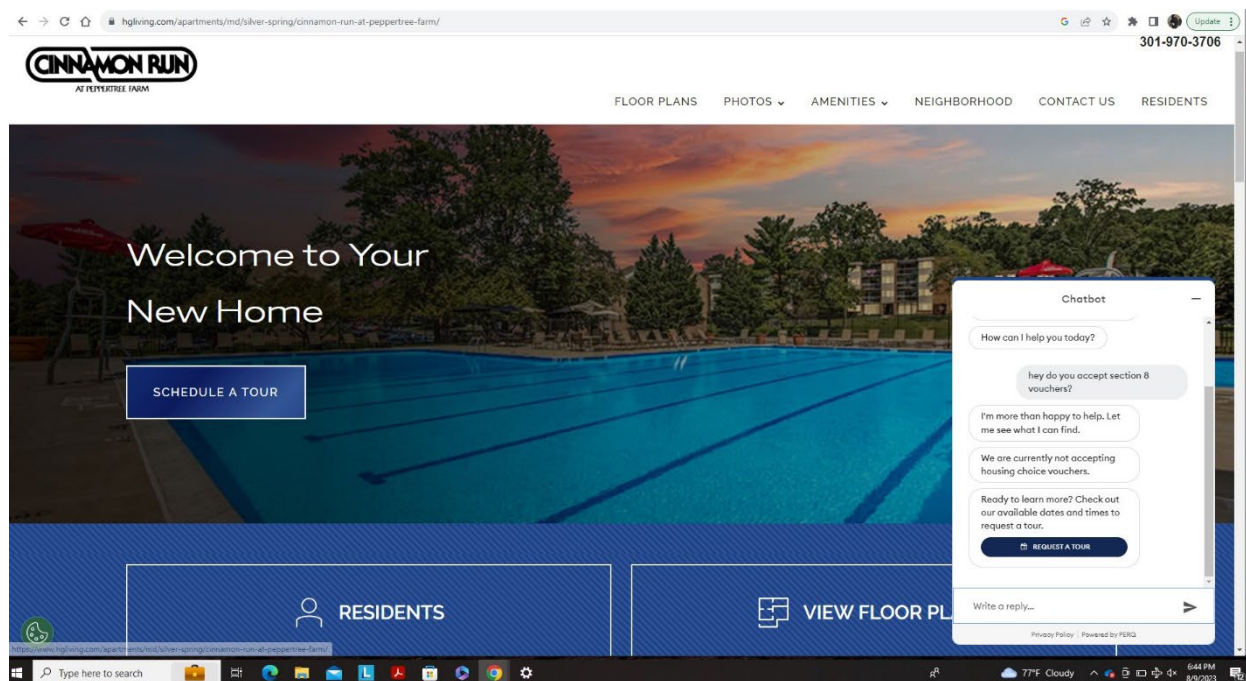 hgliving.com/apartments/md/silver-spring/cinnamon-run-at-peppertree-farm/
Update
301-970-3706
CINNAMON RUN
AT PEPPERTREE FARM
FLOOR PLANS PHOTOS AMENITIES NEIGHBORHOOD CONTACT US RESIDENTS
Welcome to Your
New Home
SCHEDULE A TOUR
Chatbot
How can I help you today?
hey do you accept section 8
vouchers?
I'm more than happy to help. Let
me see what I can find.
We are currently not accepting
housing choice vouchers.
Ready to learn more? Check out
our available dates and times to
request a tour.
REQUEST A TOUR
Write a reply...
Privacy Policy | Powered by PERQ
RESIDENTS
VIEW FLOOR PL
https://www.hgliving.com/apartments/md/silver-spring/cinnamon-run-at-peppertree-farm/
Type here to search
77°F Cloudy
6:44 PM
8/9/2023